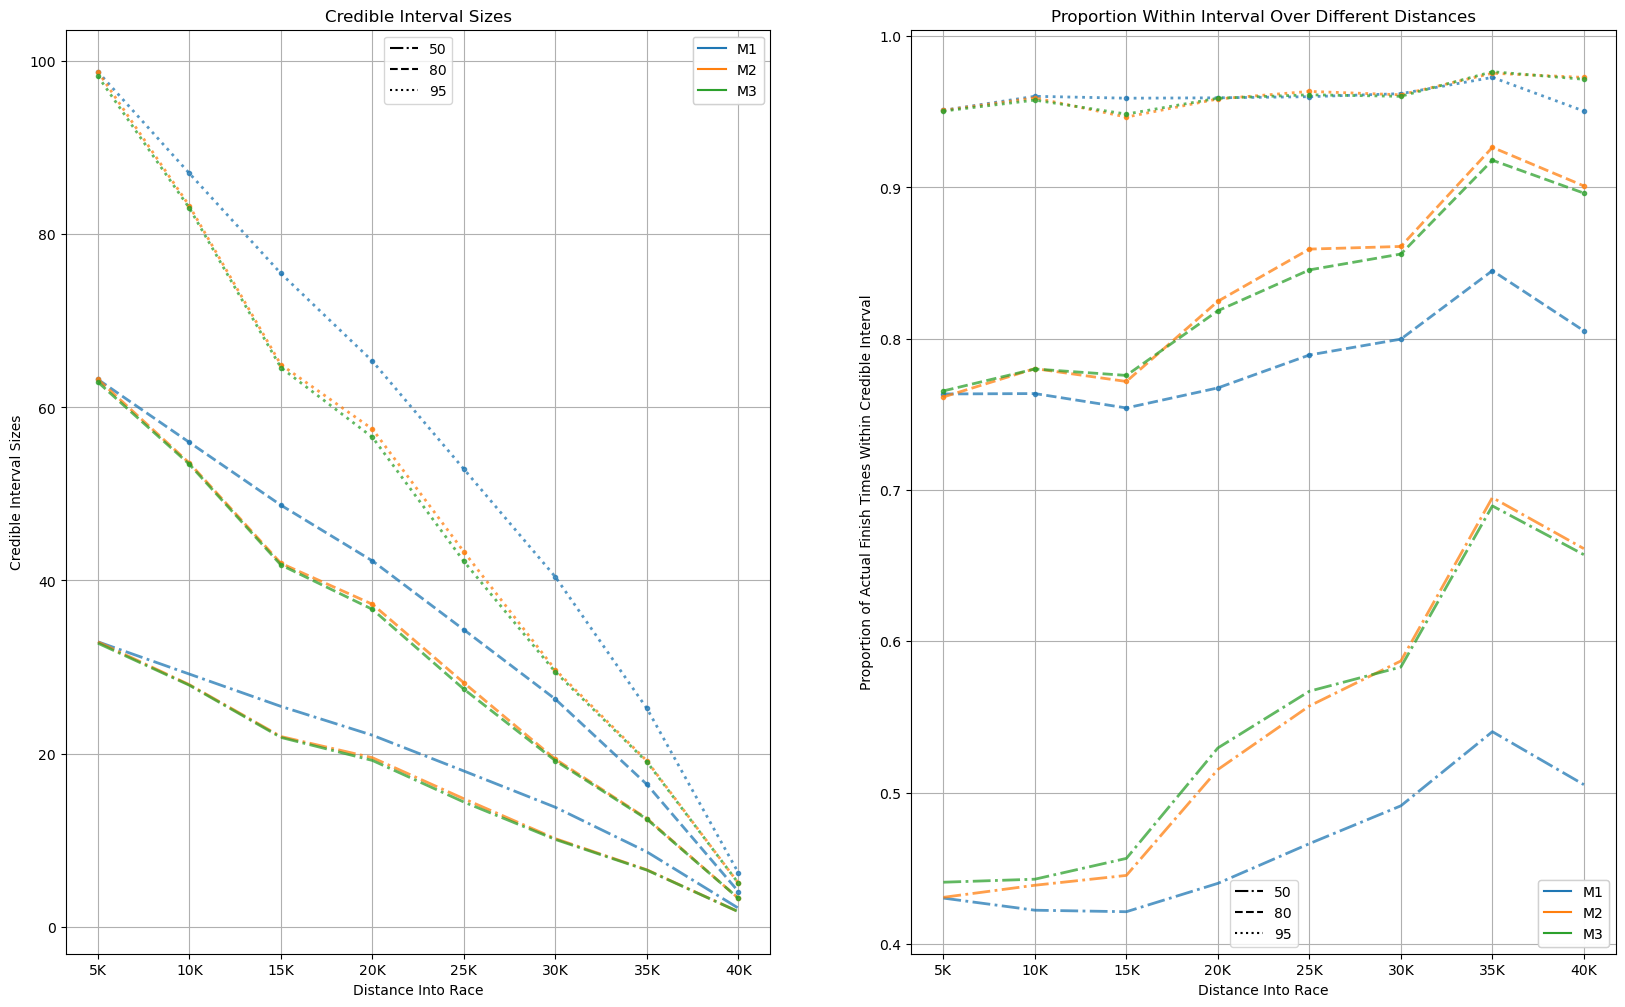 Credible Interval Sizes
Credible Interval Sizes
100
80
60
40
20
0
50
80
95
M1
M2
M3
5K 10K 15K 20K 25K 30K 35K 40K
Distance Into Race
Proportion Within Interval Over Different Distances
Proportion of Actual Finish Times Within Credible Interval
1.0
0.9
0.8
0.7
0.6
0.5
0.4
50
80
95
M1
M2
M3
5K 10K 15K 20K 25K 30K 35K 40K
Distance Into Race